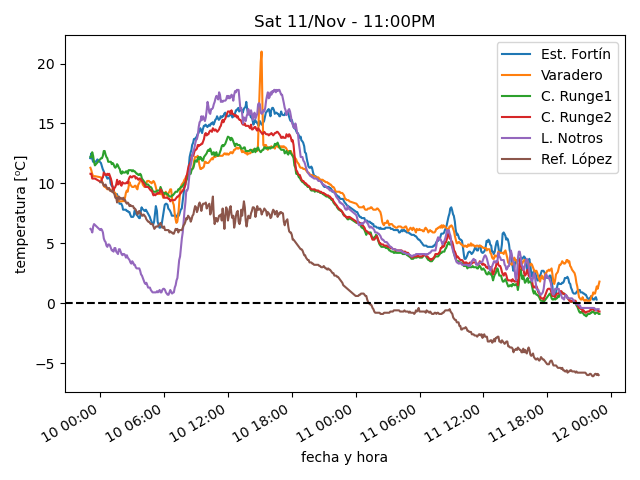 Sat 11/Nov - 11:00PM
temperatura [ºC]
20
15
10
5
0
−5
Est. Fortín
Varadero
C. Runge1
C. Runge2
L. Notros
Ref. López
10 00:00
10 06:00
10 12:00
10 18:00
11 00:00
11 06:00
11 12:00
11 18:00
12 00:00
fecha y hora